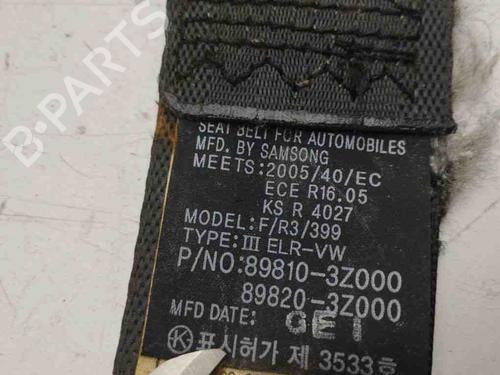 SEAT BELT FOR AUTOMOBILES
MFD. BY SAMSONG
MEETS:2005/40/EC
ECE R16.05
KS R 4027
MODEL:F/R3/399
TYPE:Ⅲ ELR-VW
P/NO:89810-3Z000
89820-3Z000
MFD DATE: GE1
Ⓚ표시허가 제 3533호